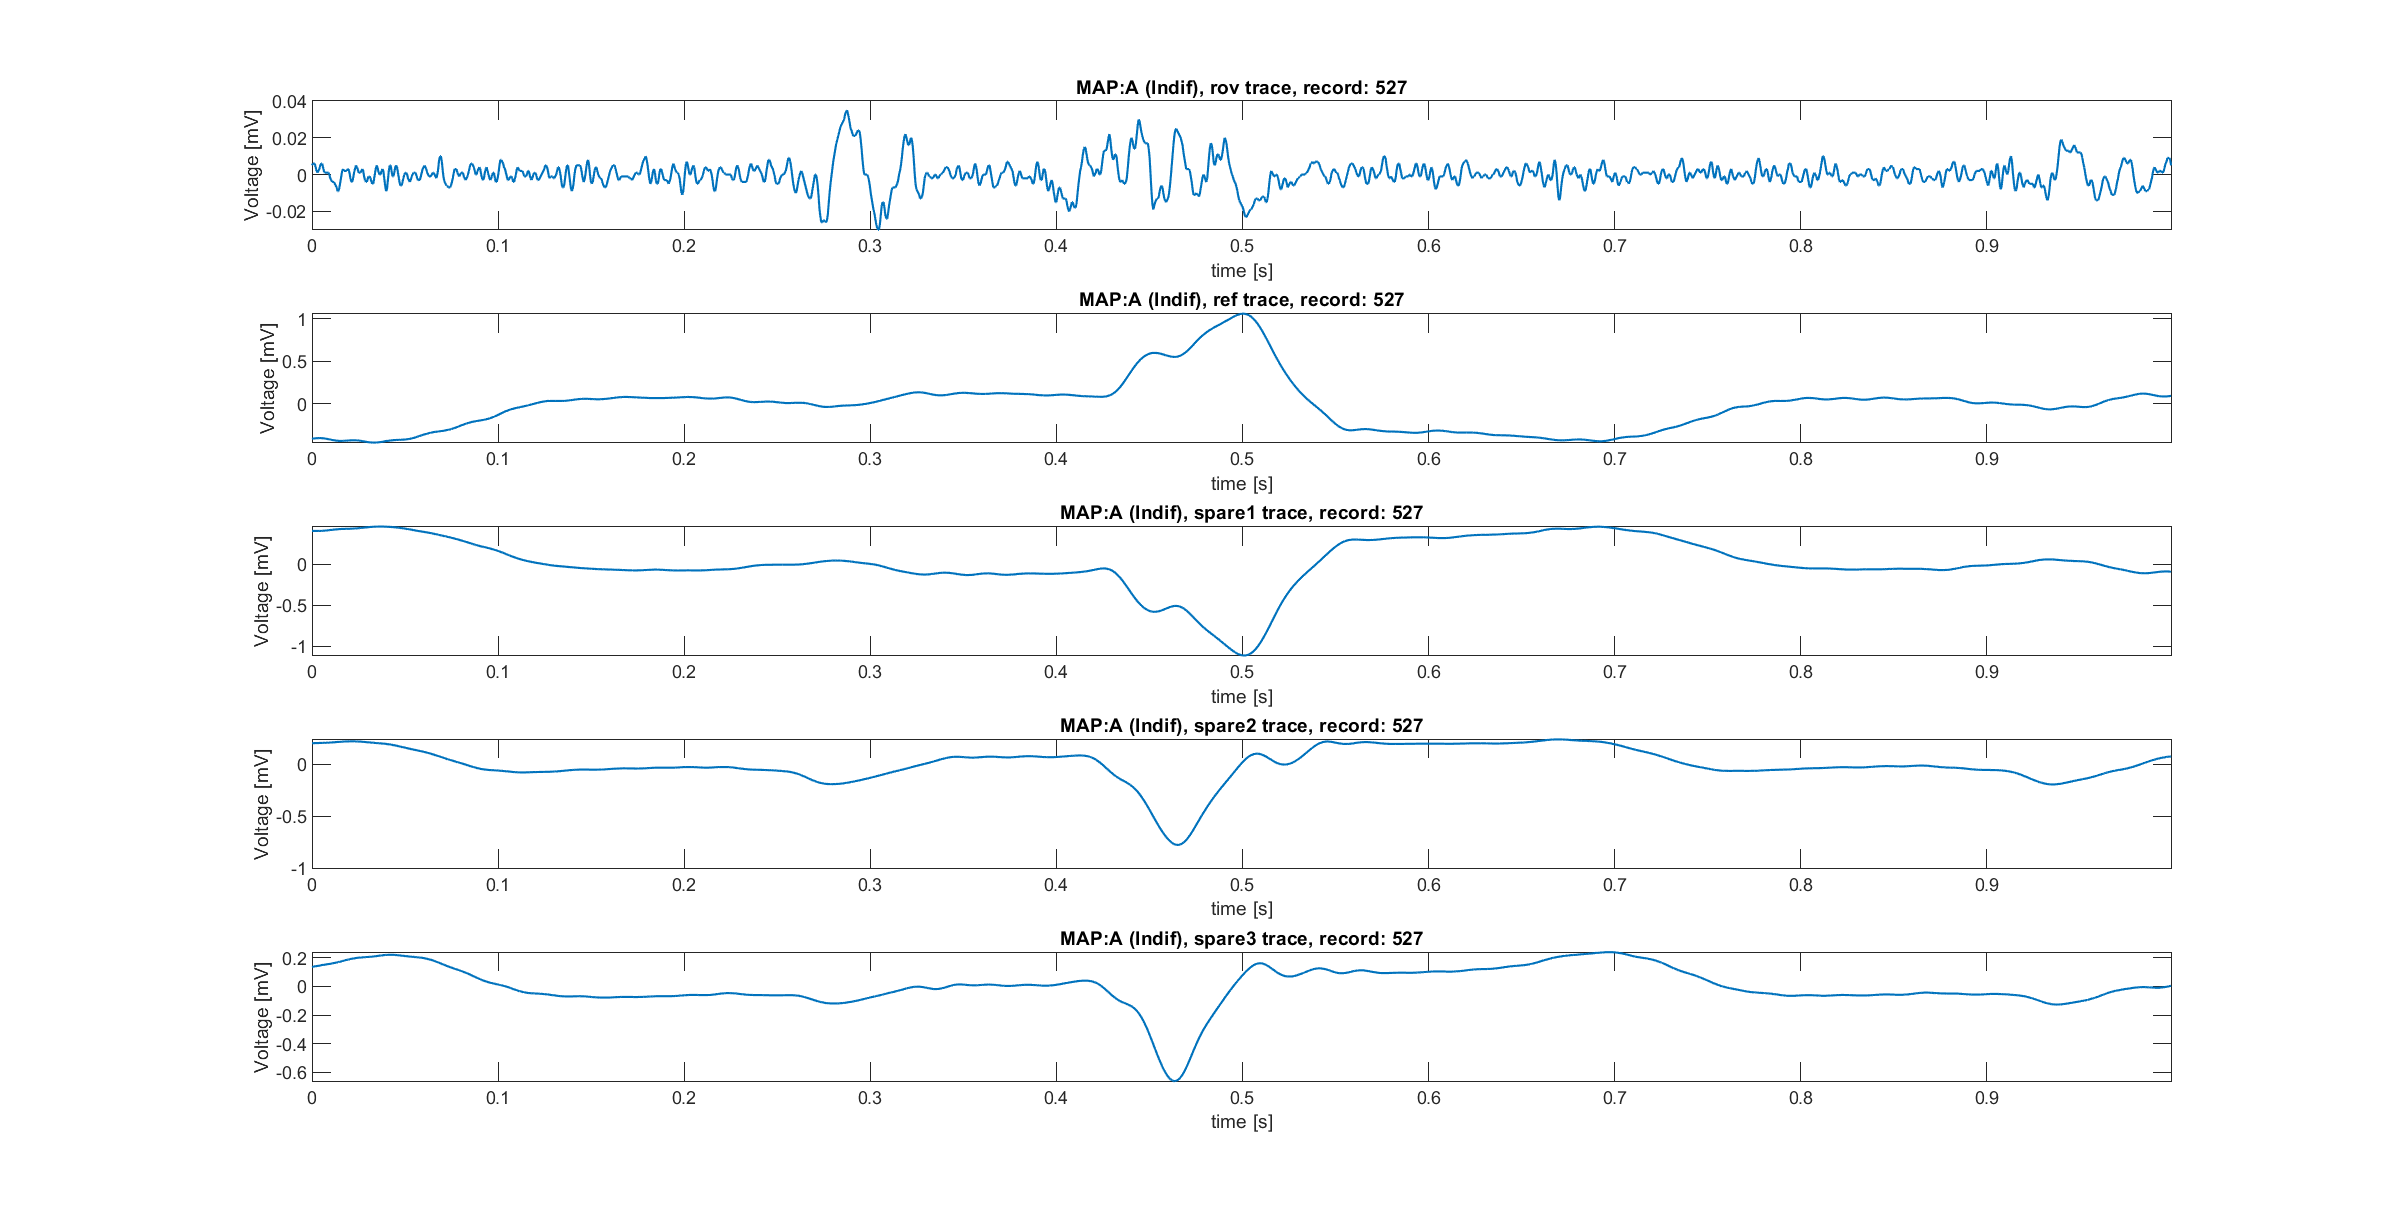 MAP:A (Indif), rov trace, record: 527
Voltage [mV]
0.04
0.02
0
-0.02
0 0.1 0.2 0.3 0.4 0.5 0.6 0.7 0.8 0.9
time [s]
MAP:A (Indif), ref trace, record: 527
Voltage [mV]
1
0.5
0
0 0.1 0.2 0.3 0.4 0.5 0.6 0.7 0.8 0.9
time [s]
MAP:A (Indif), spare1 trace, record: 527
Voltage [mV]
0
-0.5
-1
0 0.1 0.2 0.3 0.4 0.5 0.6 0.7 0.8 0.9
time [s]
MAP:A (Indif), spare2 trace, record: 527
Voltage [mV]
0
-0.5
-1
0 0.1 0.2 0.3 0.4 0.5 0.6 0.7 0.8 0.9
time [s]
MAP:A (Indif), spare3 trace, record: 527
Voltage [mV]
0.2
0
-0.2
-0.4
-0.6
0 0.1 0.2 0.3 0.4 0.5 0.6 0.7 0.8 0.9
time [s]